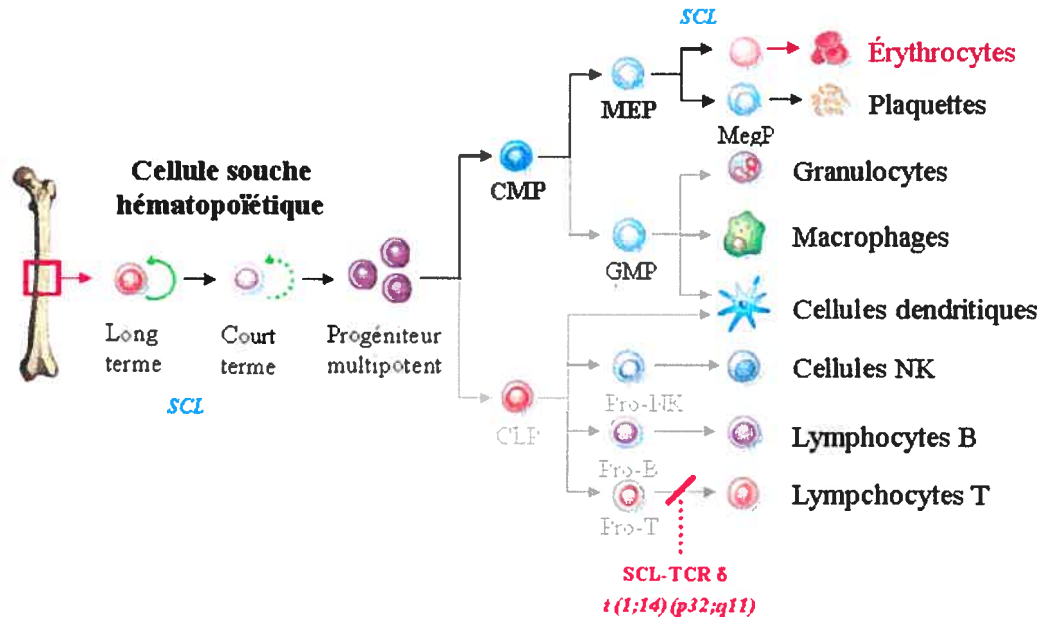 SCL
Érythrocytes
MEP
Plaquettes
MegP
Cellule souche
hématopoïétique
CMP
Granulocytes
Macrophages
GMP
Long
terme
Court
terme
Progéniteur
multipotent
Cellules dendritiques
SCL
CLP
Pro-NK
Cellules NK
Pro-B
Lymphocytes B
Pro-T
Lympchocytes T
SCL-TCR δ
t (1;14) (p32;q11)